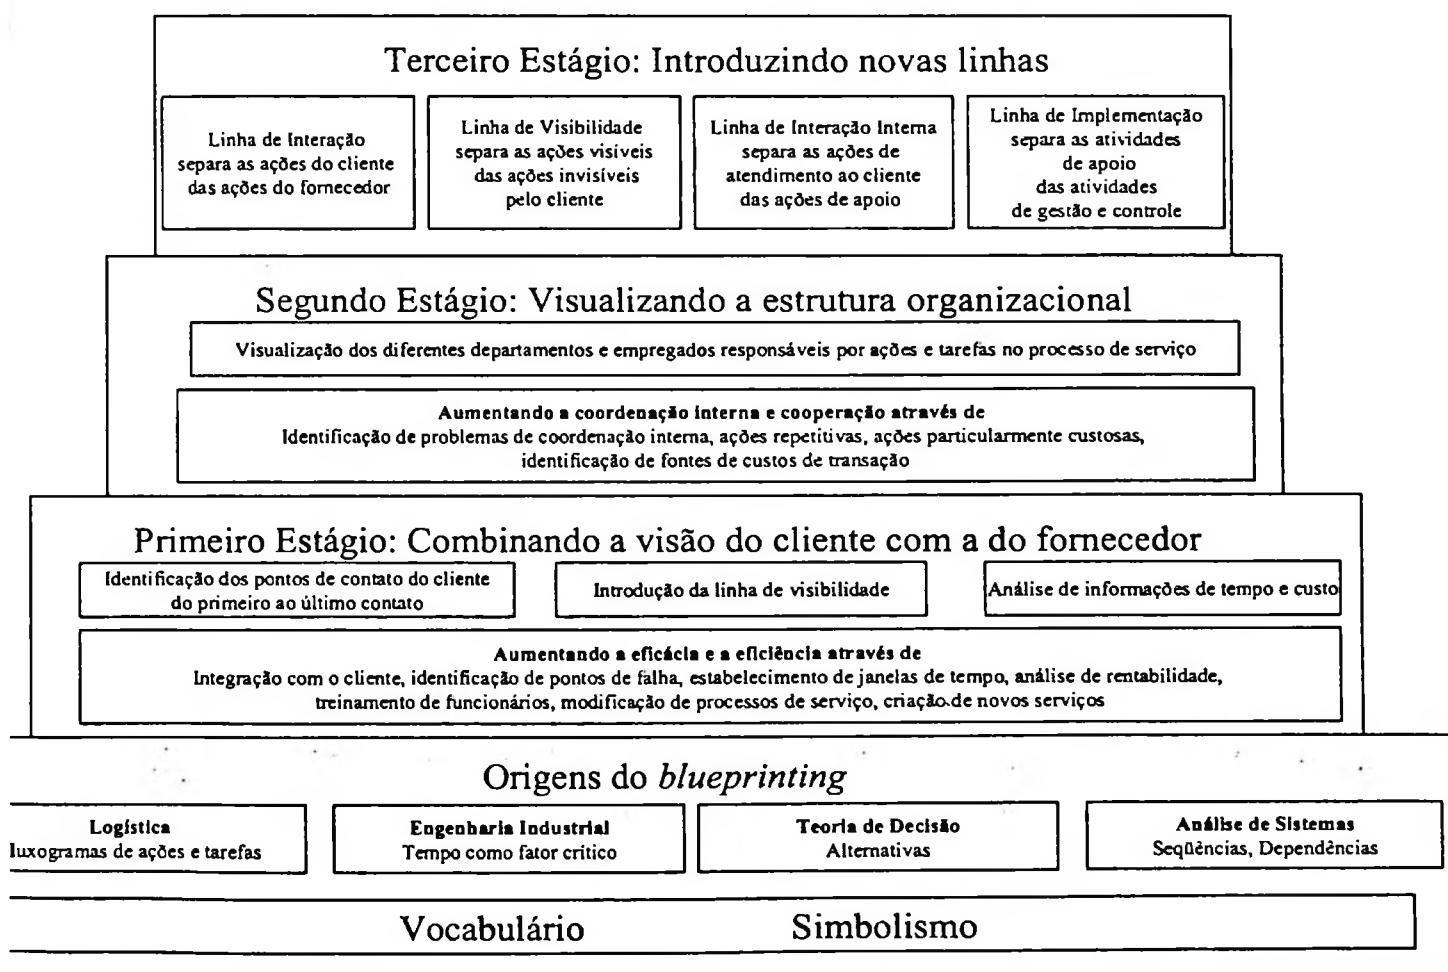 Terceiro Estágio: Introduzindo novas linhas
Linha de Interação
separa as ações do cliente
das ações do fornecedor
Linha de Visibilidade
separa as ações visíveis
das ações invisíveis
pelo cliente
Linha de Interação Interna
separa as ações de
atendimento ao cliente
das ações de apoio
Linha de Implementação
separa as atividades
de apoio
das atividades
de gestão e controle
Segundo Estágio: Visualizando a estrutura organizacional
Visualização dos diferentes departamentos e empregados responsáveis por ações e tarefas no processo de serviço
Aumentando a coordenação interna e cooperação através de
Identificação de problemas de coordenação interna, ações repetitivas, ações particularmente custosas,
identificação de fontes de custos de transação
Primeiro Estágio: Combinando a visão do cliente com a do fornecedor
Identificação dos pontos de contato do cliente
do primeiro ao último contato
Introdução da linha de visibilidade
Análise de informações de tempo e custo
Aumentando a eficácia e a eficiência através de
Integração com o cliente, identificação de pontos de falha, estabelecimento de janelas de tempo, análise de rentabilidade,
treinamento de funcionários, modificação de processos de serviço, criação de novos serviços
Origens do blueprinting
Logística
luxogramas de ações e tarefas
Engenharia Industrial
Tempo como fator crítico
Teoria de Decisão
Alternativas
Análise de Sistemas
Seqüências, Dependências
Vocabulário Simbolismo